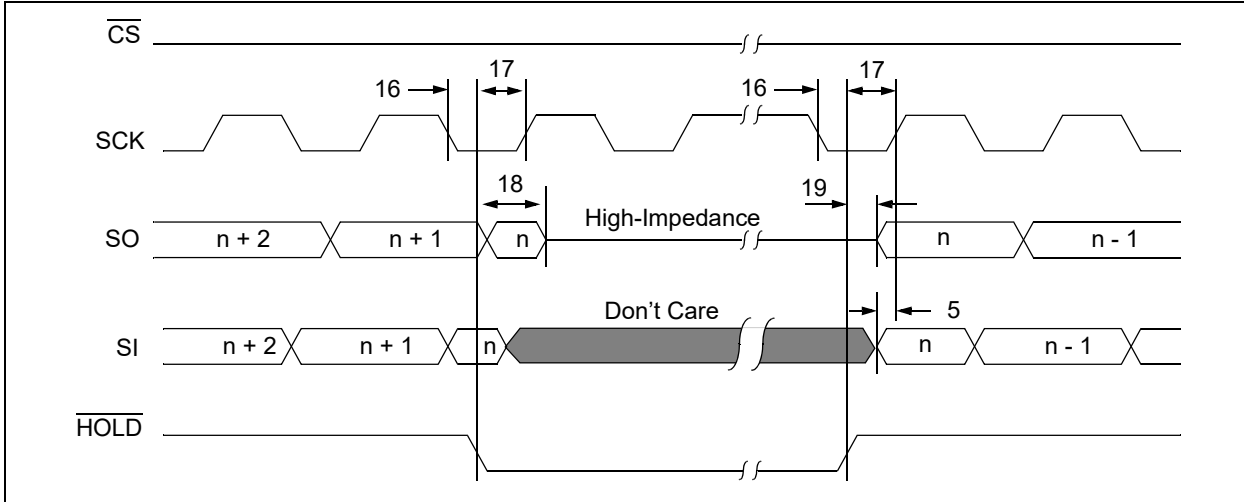 CS
17
17
16
16
SCK
18
19
High-Impedance
SO
n + 2
n + 1
n
n
n - 1
Don't Care
5
SI
n + 2
n + 1
n
n
n - 1
HOLD